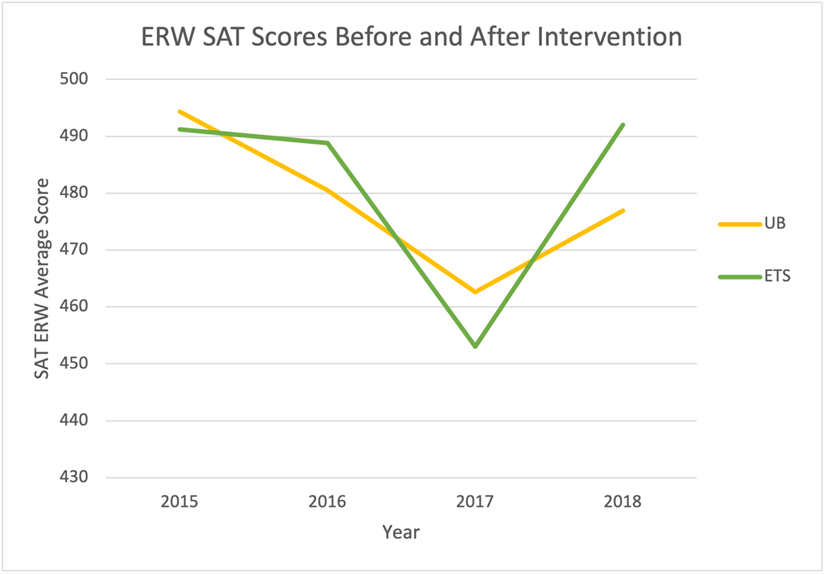 ERW SAT Scores Before and After Intervention
500
490
480
470
460
450
440
430
SAT ERW Average Score
2015 2016 2017 2018
Year
UB
ETS